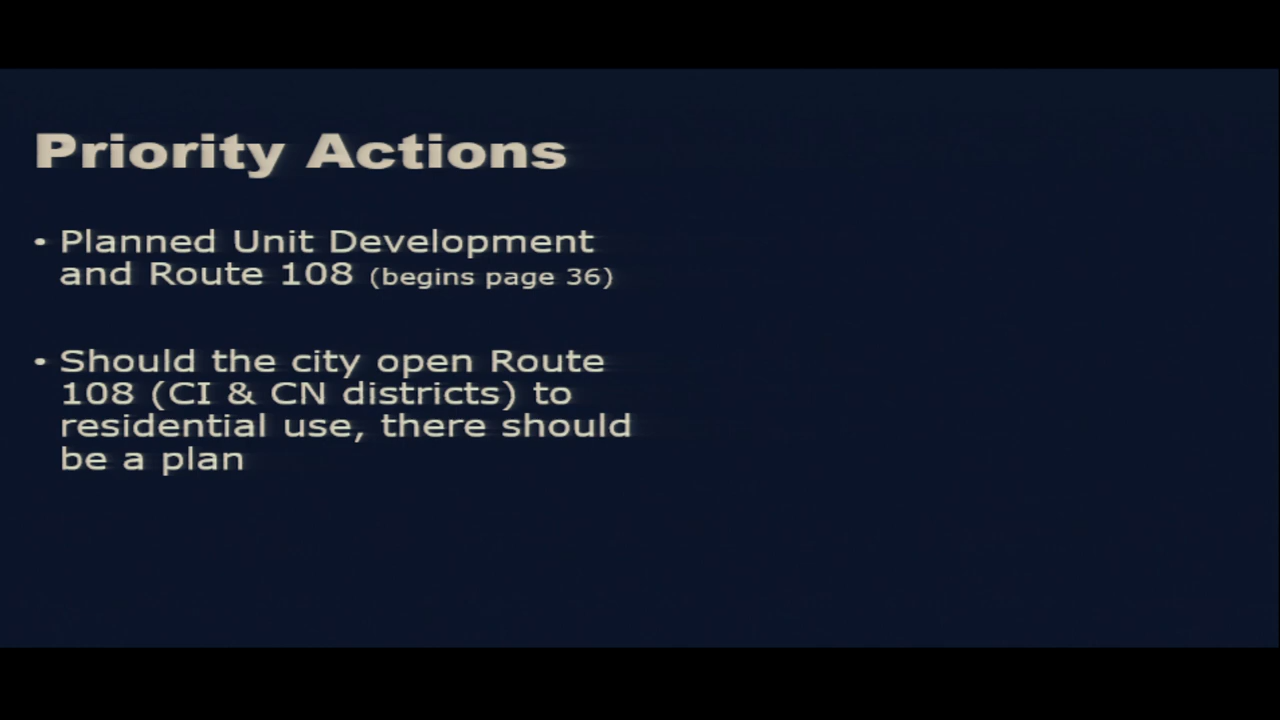 Priority Actions
• Planned Unit Development
and Route 108 (begins page 36)
• Should the city open Route
108 (CI & CN districts) to
residential use, there should
be a plan